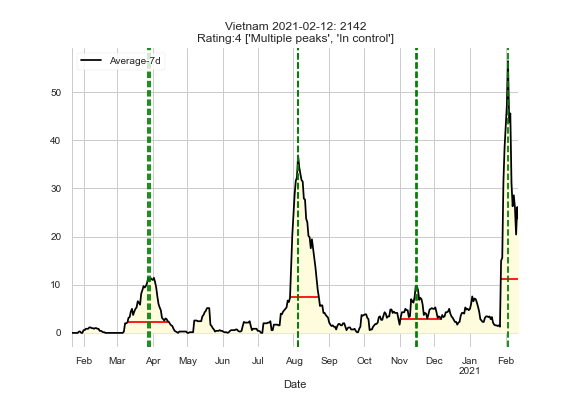 Vietnam 2021-02-12: 2142
Rating:4 ['Multiple peaks', 'In control']
Average-7d
50
40
30
20
10
0
Feb Mar Apr May Jun Jul Aug Sep Oct Nov Dec Jan Feb
2021
Date